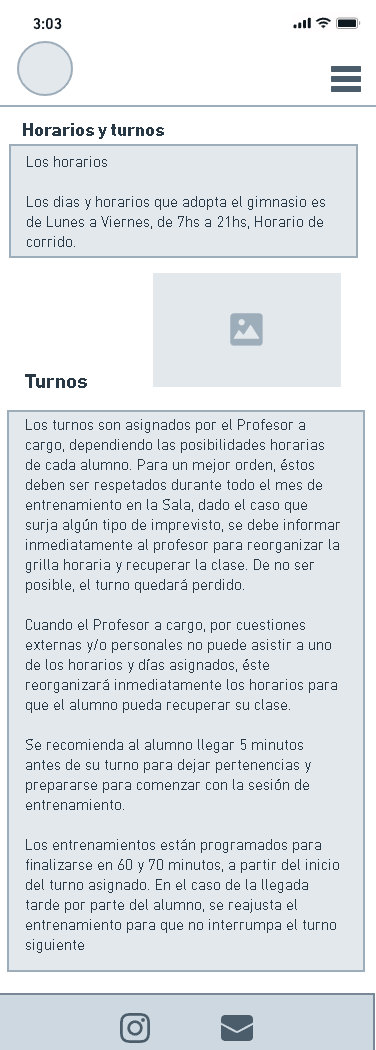 3:03
Horarios y turnos
Los horarios
Los dias y horarios que adopta el gimnasio es
de Lunes a Viernes, de 7hs a 21hs, Horario de
corrido.
Turnos
Los turnos son asignados por el Profesor a
cargo, dependiendo las posibilidades horarias
de cada alumno. Para un mejor orden, éstos
deben ser respetados durante todo el mes de
entrenamiento en la Sala, dado el caso que
surja algún tipo de imprevisto, se debe informar
inmediatamente al profesor para reorganizar la
grilla horaria y recuperar la clase. De no ser
posible, el turno quedará perdido.
Cuando el Profesor a cargo, por cuestiones
externas y/o personales no puede asistir a uno
de los horarios y días asignados, éste
reorganizará inmediatamente los horarios para
que el alumno pueda recuperar su clase.
Se recomienda al alumno llegar 5 minutos
antes de su turno para dejar pertenencias y
prepararse para comenzar con la sesión de
entrenamiento.
Los entrenamientos están programados para
finalizarse en 60 y 70 minutos, a partir del inicio
del turno asignado. En el caso de la llegada
tarde por parte del alumno, se reajusta el
entrenamiento para que no interrumpa el turno
siguiente